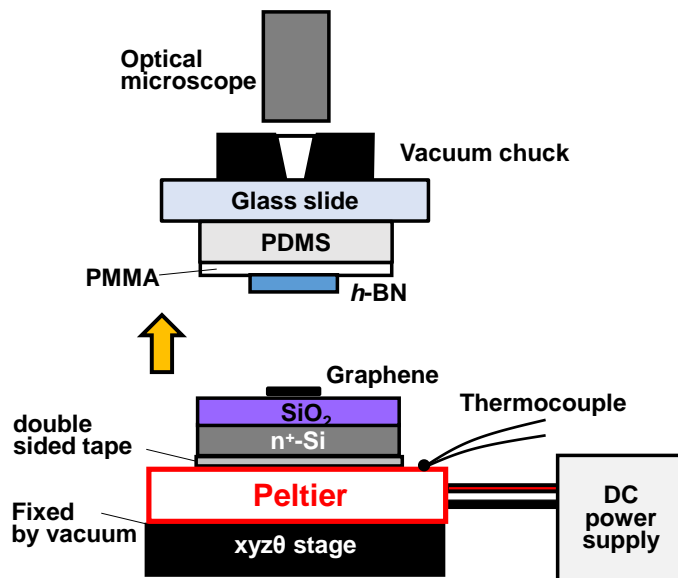 Optical
microscope
Vacuum chuck
Glass slide
PDMS
PMMA
h-BN
Graphene
SiO₂
Thermocouple
double
sided tape
n⁺-Si
Peltier
DC
power
supply
Fixed
by vacuum
xyzθ stage